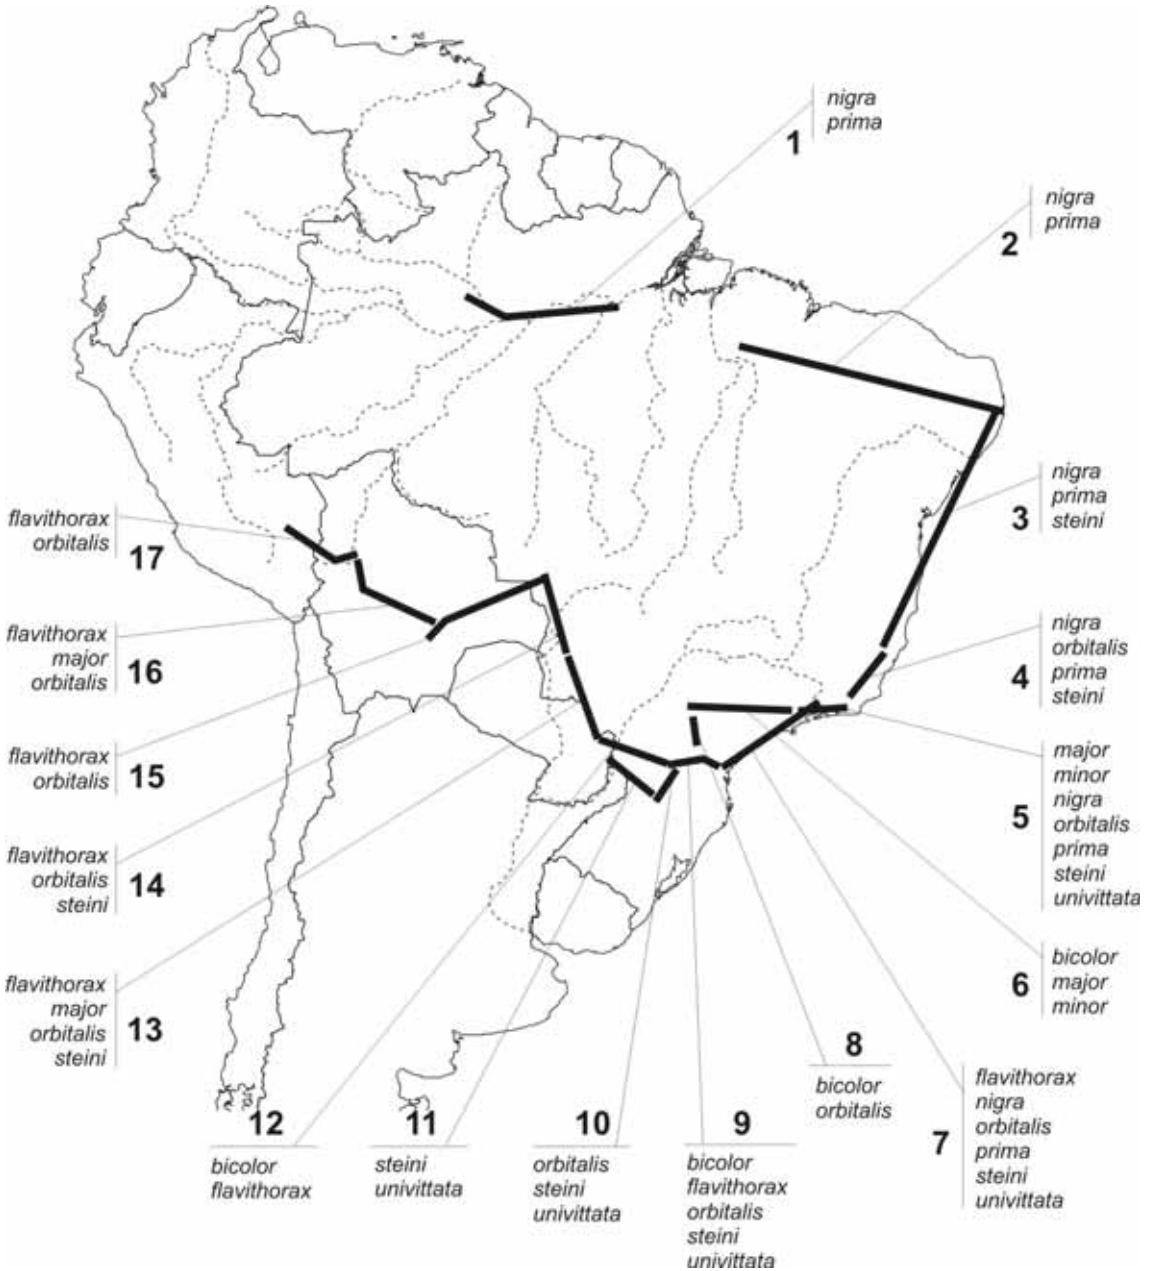 nigra
prima
1
nigra
prima
2
nigra
prima
steini
3
nigra
orbitalis
prima
steini
4
major
minor
nigra
orbitalis
prima
steini
univittata
5
bicolor
major
minor
6
flavithorax
nigra
orbitalis
prima
steini
univittata
7
8
bicolor
orbitalis
9
bicolor
flavithorax
orbitalis
steini
univittata
10
orbitalis
steini
univittata
11
steini
univittata
12
bicolor
flavithorax
flavithorax
major
orbitalis
steini
13
flavithorax
orbitalis
steini
14
flavithorax
orbitalis
15
flavithorax
major
orbitalis
16
flavithorax
orbitalis
17